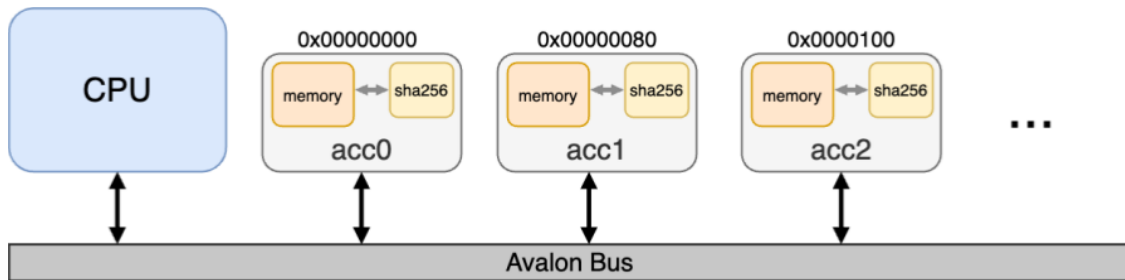 CPU
0x00000000
memory
sha256
acc0
0x00000080
memory
sha256
acc1
0x0000100
memory
sha256
acc2
...
Avalon Bus